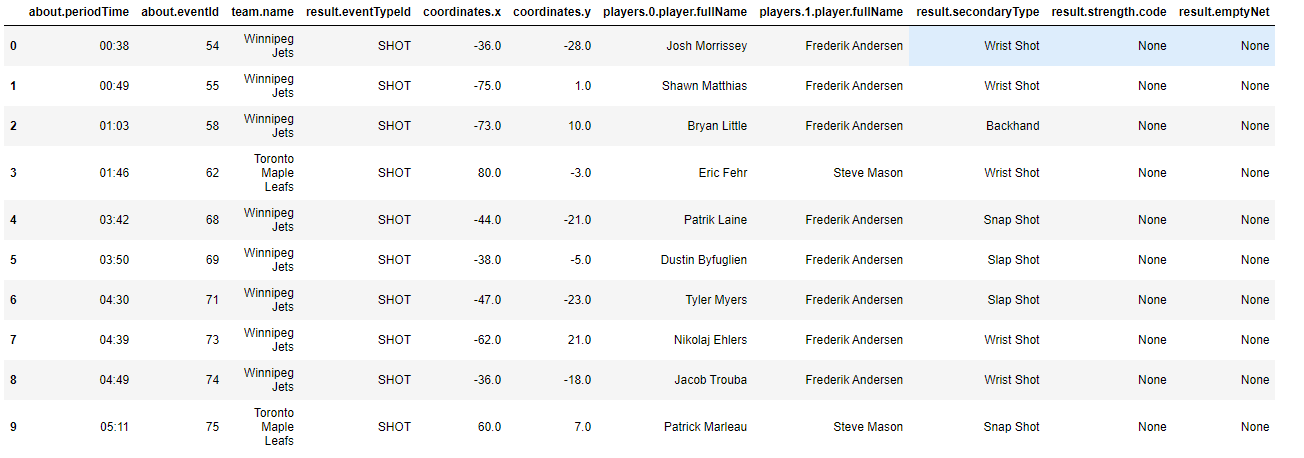 about.periodTime about.eventId team.name result.eventTypeId coordinates.x coordinates.y players.0.player.fullName players.1.player.fullName result.secondaryType result.strength.code result.emptyNet
0 00:38 54 Winnipeg Jets SHOT -36.0 -28.0 Josh Morrissey Frederik Andersen Wrist Shot None None
1 00:49 55 Winnipeg Jets SHOT -75.0 1.0 Shawn Matthias Frederik Andersen Wrist Shot None None
2 01:03 58 Winnipeg Jets SHOT -73.0 10.0 Bryan Little Frederik Andersen Backhand None None
3 01:46 62 Toronto Maple Leafs SHOT 80.0 -3.0 Eric Fehr Steve Mason Wrist Shot None None
4 03:42 68 Winnipeg Jets SHOT -44.0 -21.0 Patrik Laine Frederik Andersen Snap Shot None None
5 03:50 69 Winnipeg Jets SHOT -38.0 -5.0 Dustin Byfuglien Frederik Andersen Slap Shot None None
6 04:30 71 Winnipeg Jets SHOT -47.0 -23.0 Tyler Myers Frederik Andersen Slap Shot None None
7 04:39 73 Winnipeg Jets SHOT -62.0 21.0 Nikolaj Ehlers Frederik Andersen Wrist Shot None None
8 04:49 74 Winnipeg Jets SHOT -36.0 -18.0 Jacob Trouba Frederik Andersen Wrist Shot None None
9 05:11 75 Toronto Maple Leafs SHOT 60.0 7.0 Patrick Marleau Steve Mason Snap Shot None None